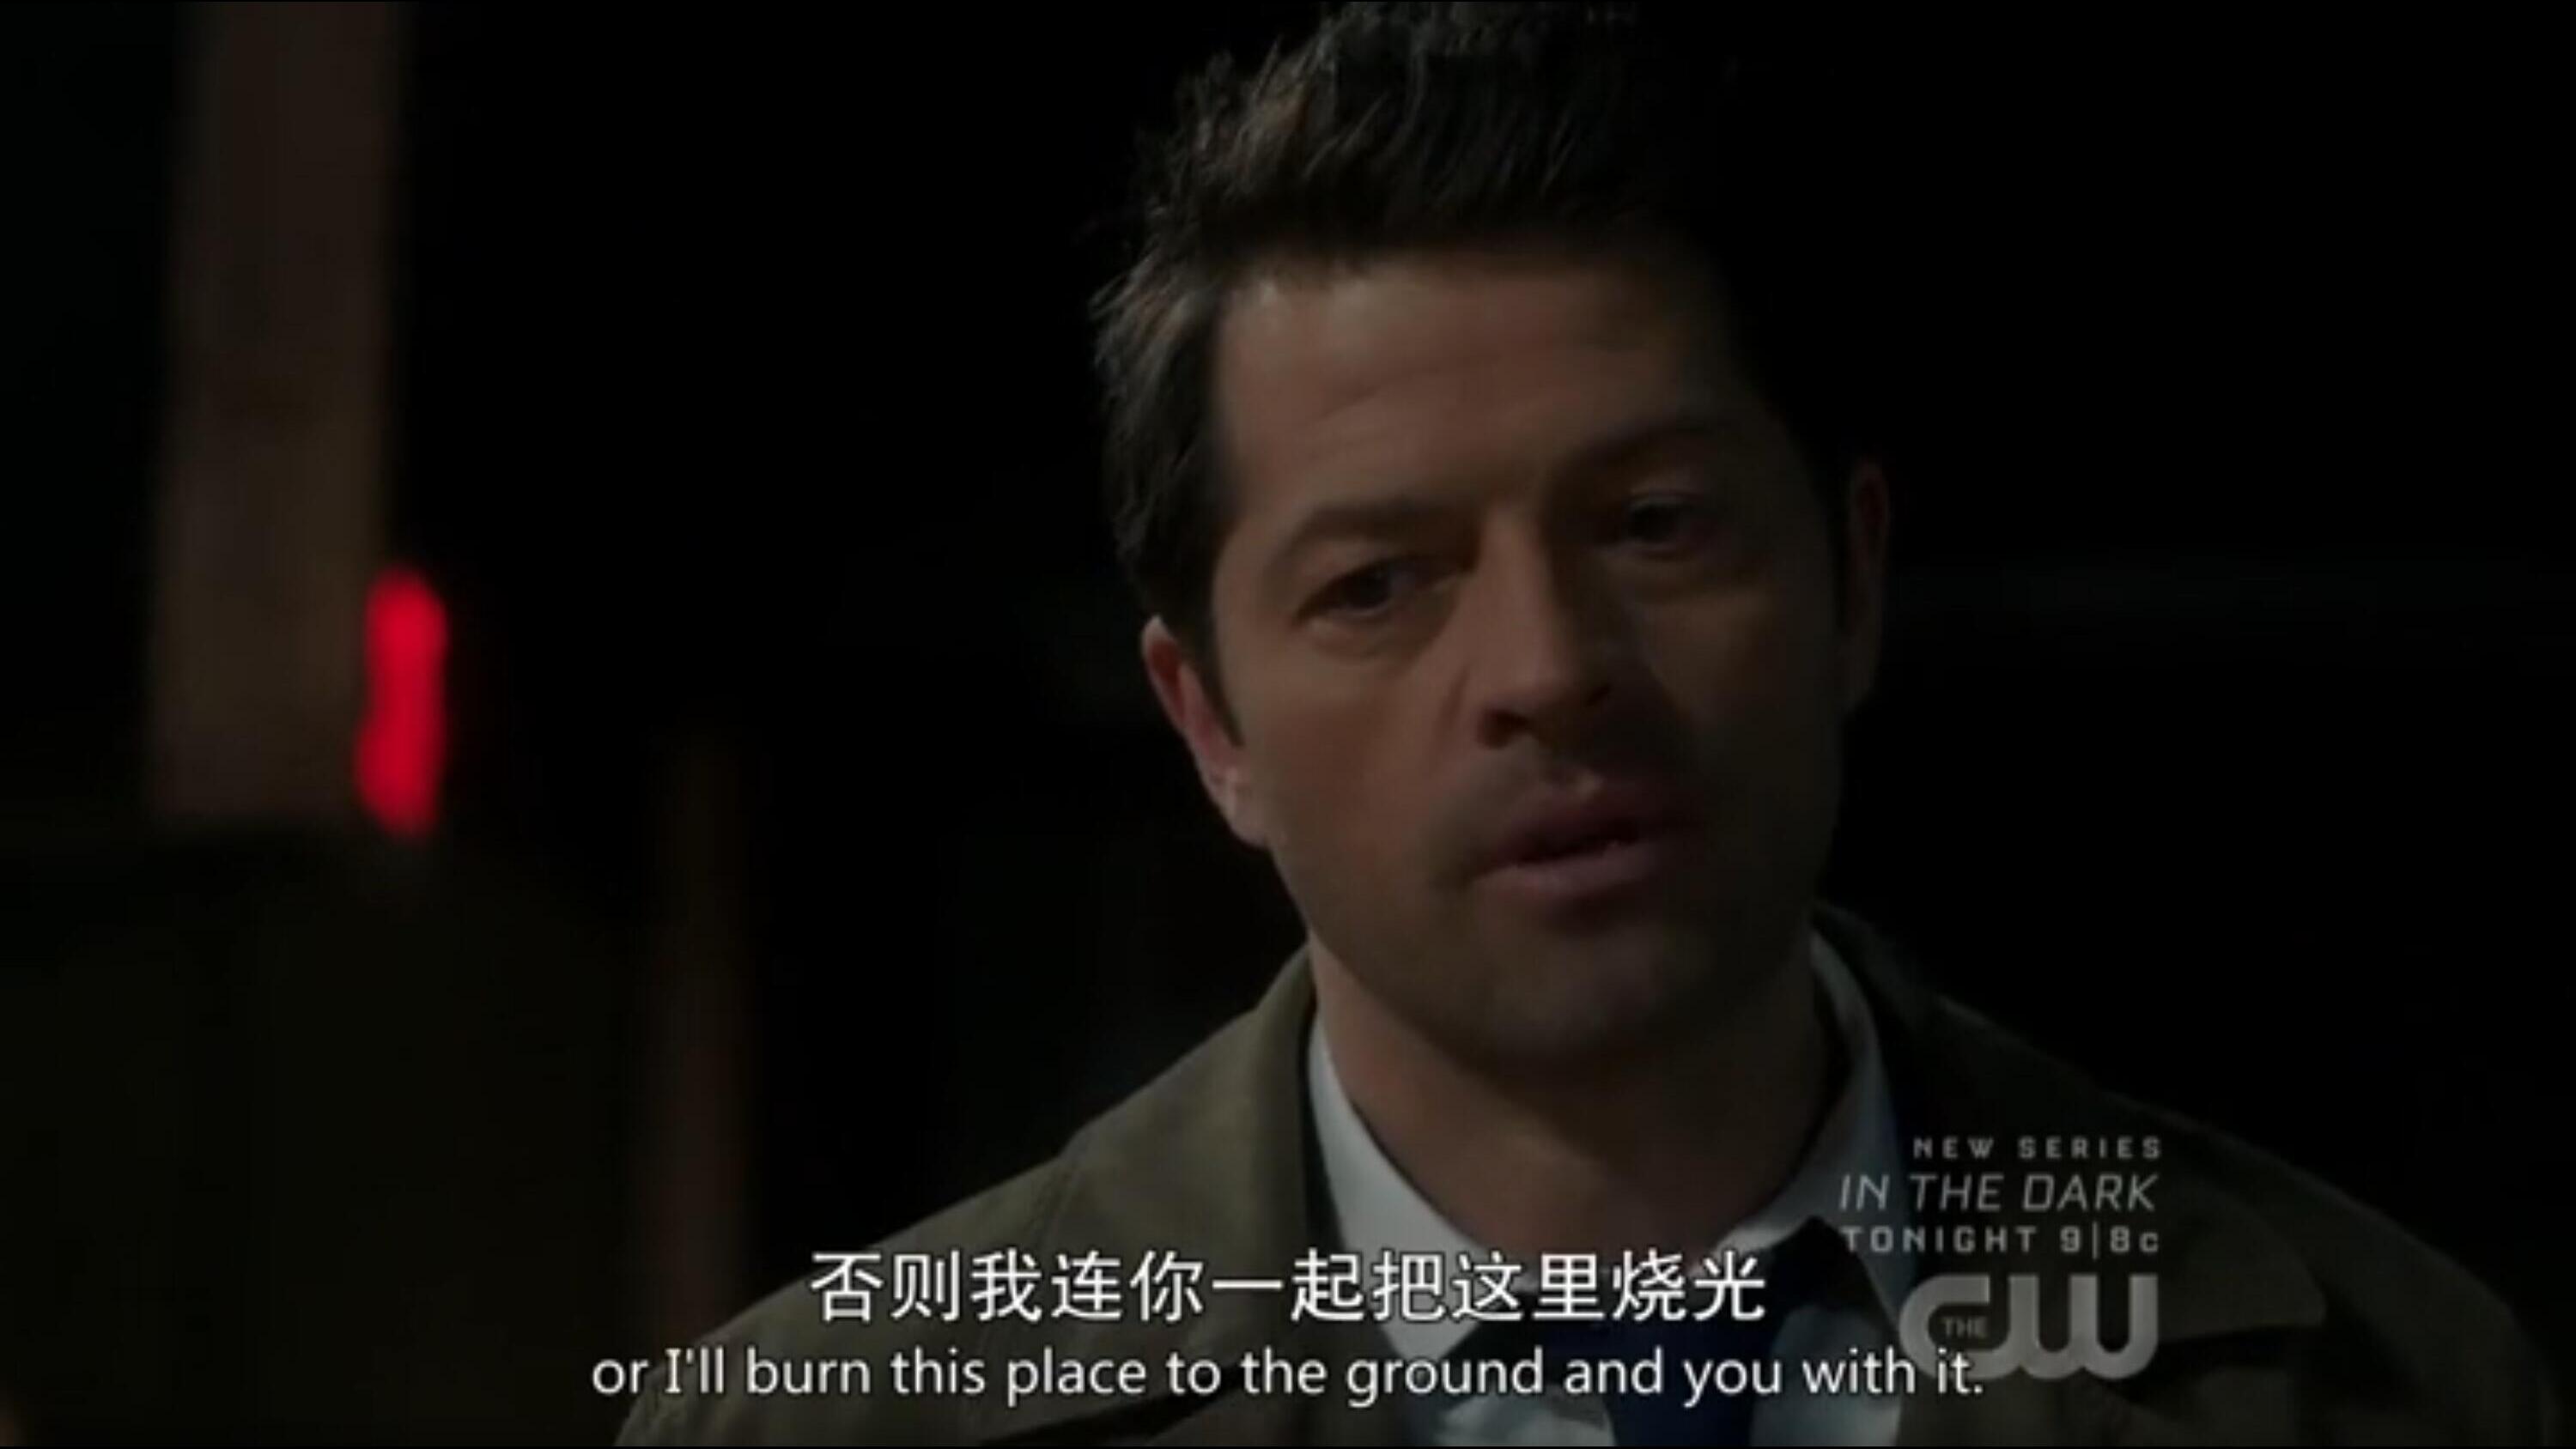 NEW SERIES
IN THE DARK
TONIGHT 9|8c
THE CW
否则我连你一起把这里烧光
or I'll burn this place to the ground and you with it.